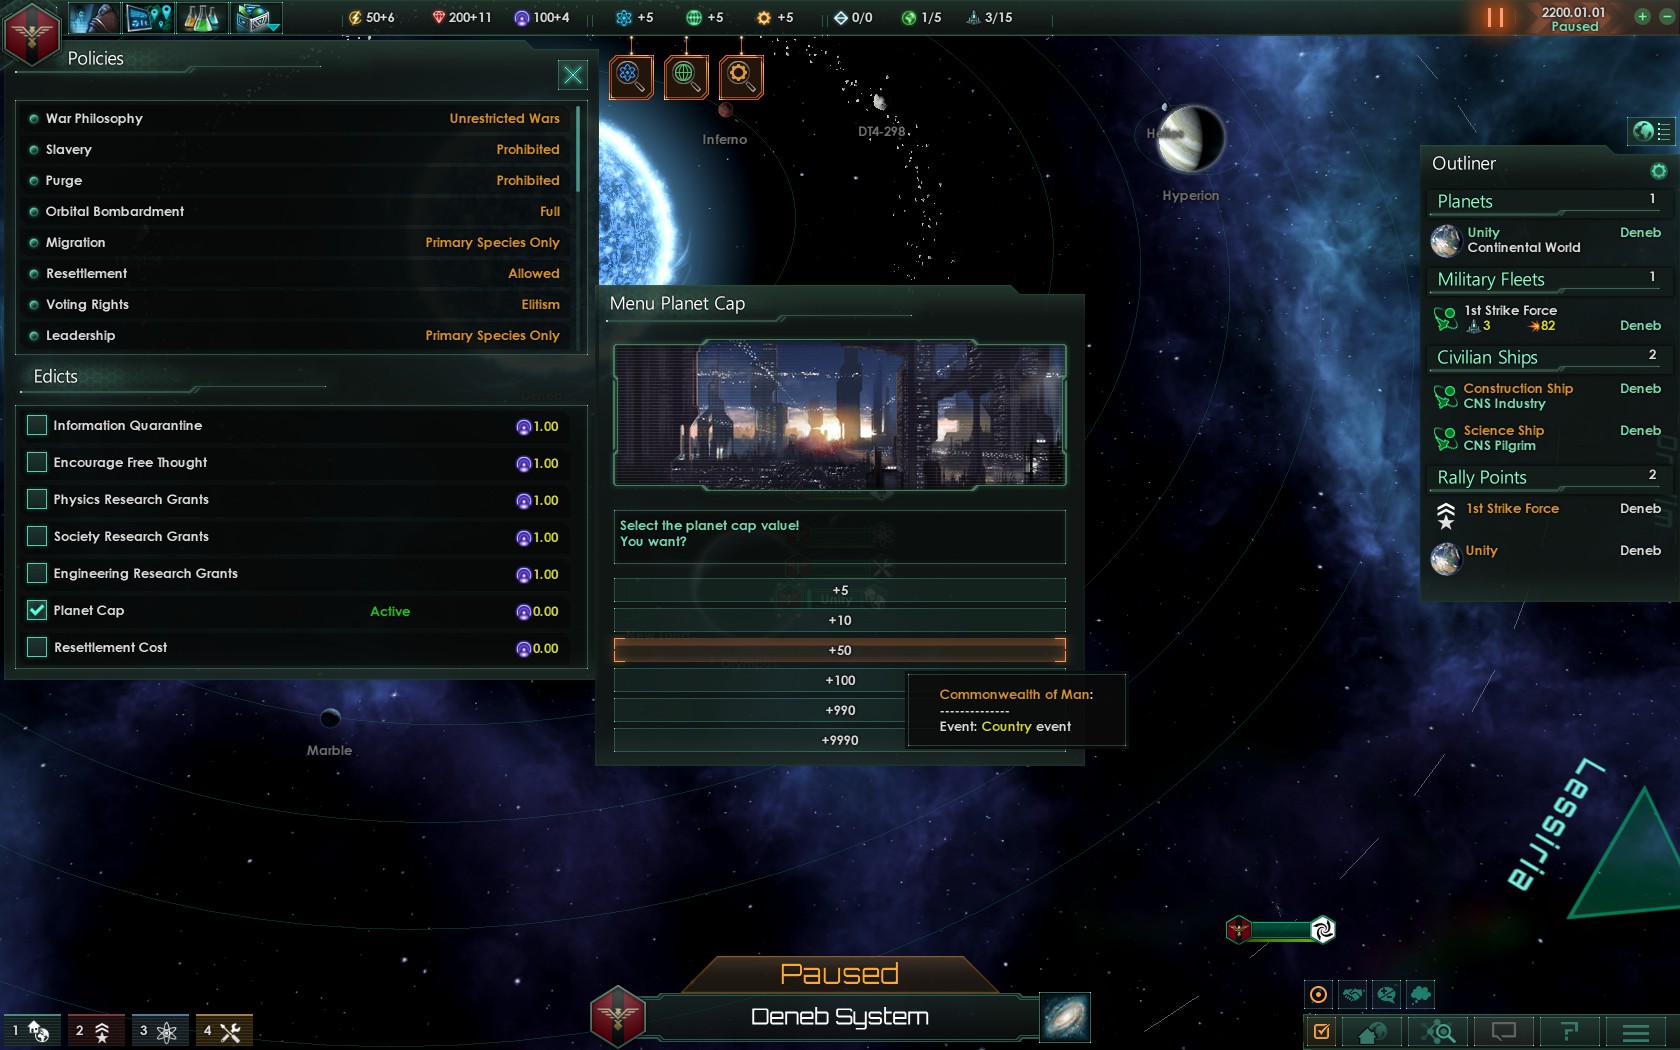 50+6
200+11
100+4
+5
+5
+5
0/0
1/5
3/15
2200.01.01
Paused
Policies
War Philosophy Unrestricted Wars
Slavery Prohibited
Purge Prohibited
Orbital Bombardment Full
Migration Primary Species Only
Resettlement Allowed
Voting Rights Elitism
Leadership Primary Species Only
Edicts
Information Quarantine 1.00
Encourage Free Thought 1.00
Physics Research Grants 1.00
Society Research Grants 1.00
Engineering Research Grants 1.00
Planet Cap Active 0.00
Resettlement Cost 0.00
Inferno
DT4-298
Hyperion
Menu Planet Cap
Select the planet cap value!
You want?
+5
+10
+50
+100
+990
+9990
Commonwealth of Man:
--------------
Event: Country event
Outliner
Planets 1
Unity Deneb
Continental World
Military Fleets 1
1st Strike Force
3 82 Deneb
Civilian Ships 2
Construction Ship Deneb
CNS Industry
Science Ship Deneb
CNS Pilgrim
Rally Points 2
1st Strike Force Deneb
Unity Deneb
Marble
Lessiria
Paused
Deneb System
1
2
3
4